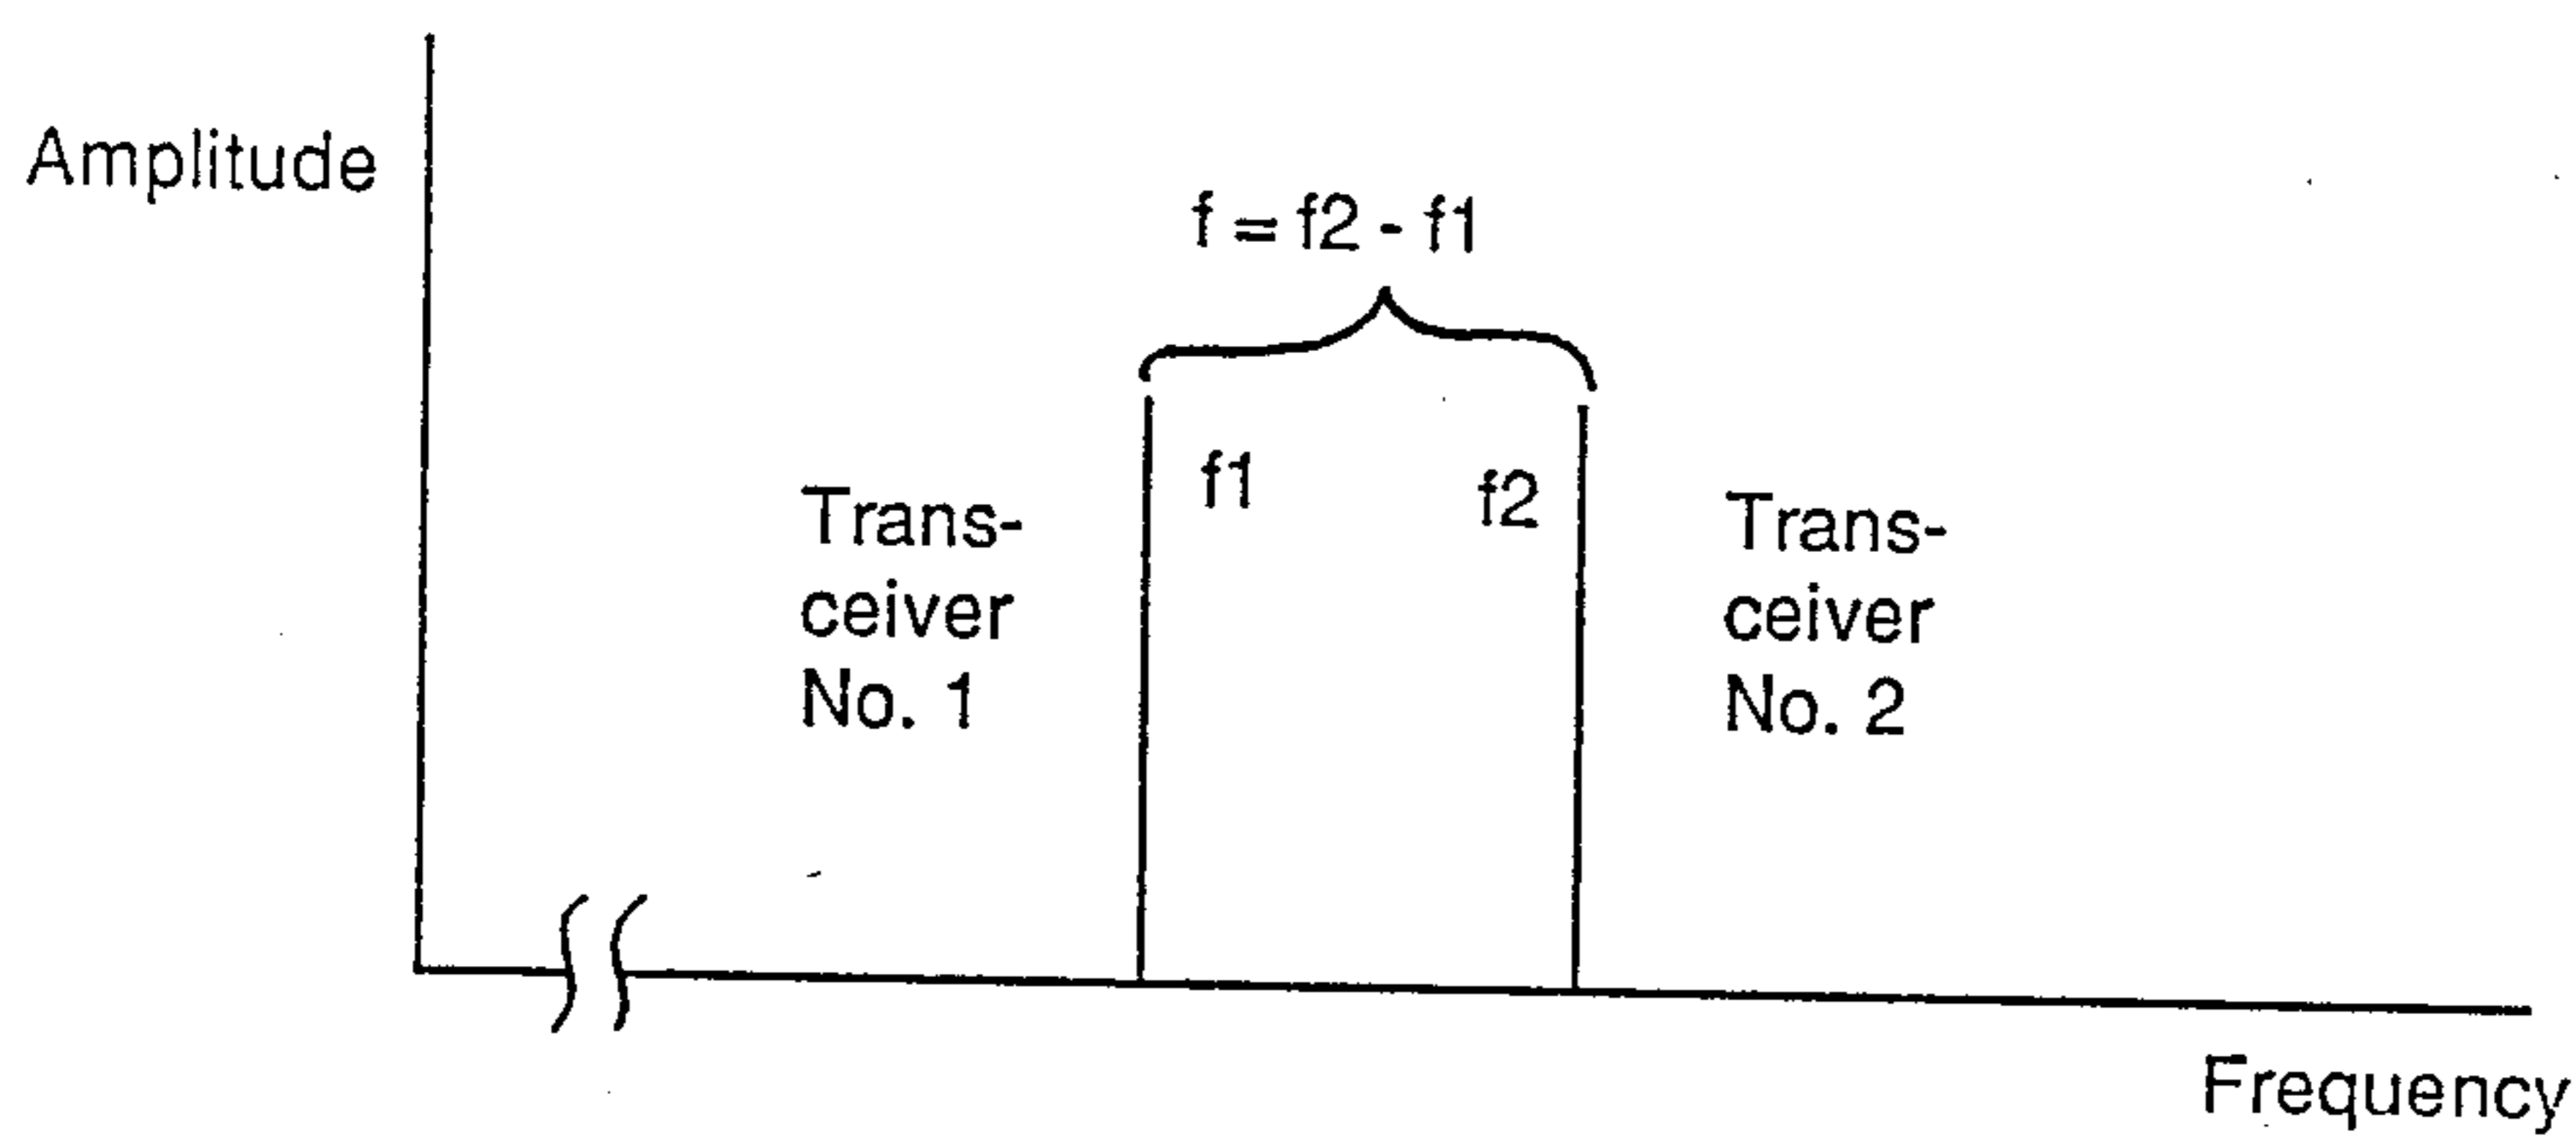 Amplitude
f = f2 - f1
f1
f2
Trans-
ceiver
No. 1
Trans-
ceiver
No. 2
Frequency